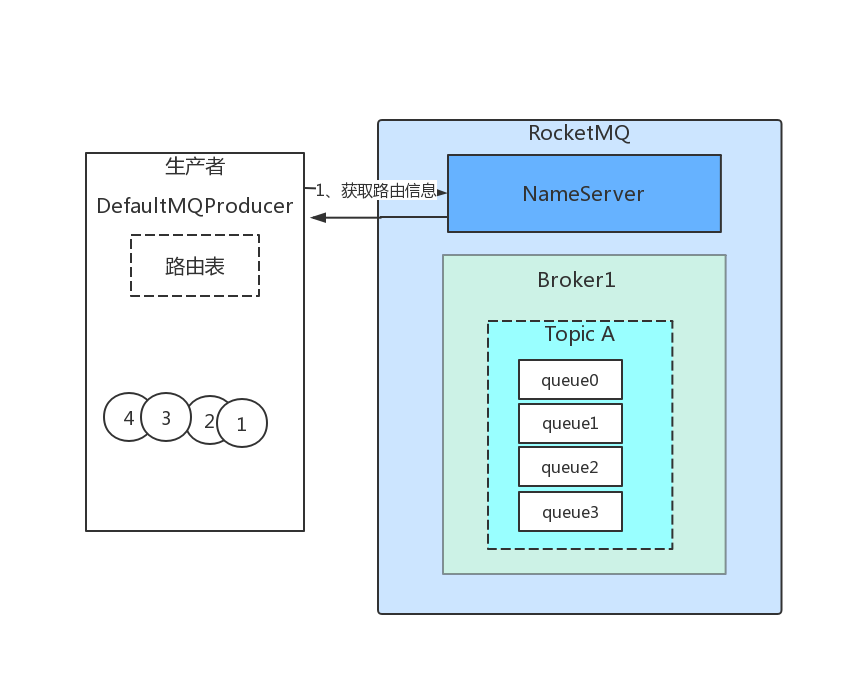 生产者
DefaultMQProducer
路由表
4
3
2
1
1、获取路由信息
RocketMQ
NameServer
Broker1
Topic A
queue0
queue1
queue2
queue3